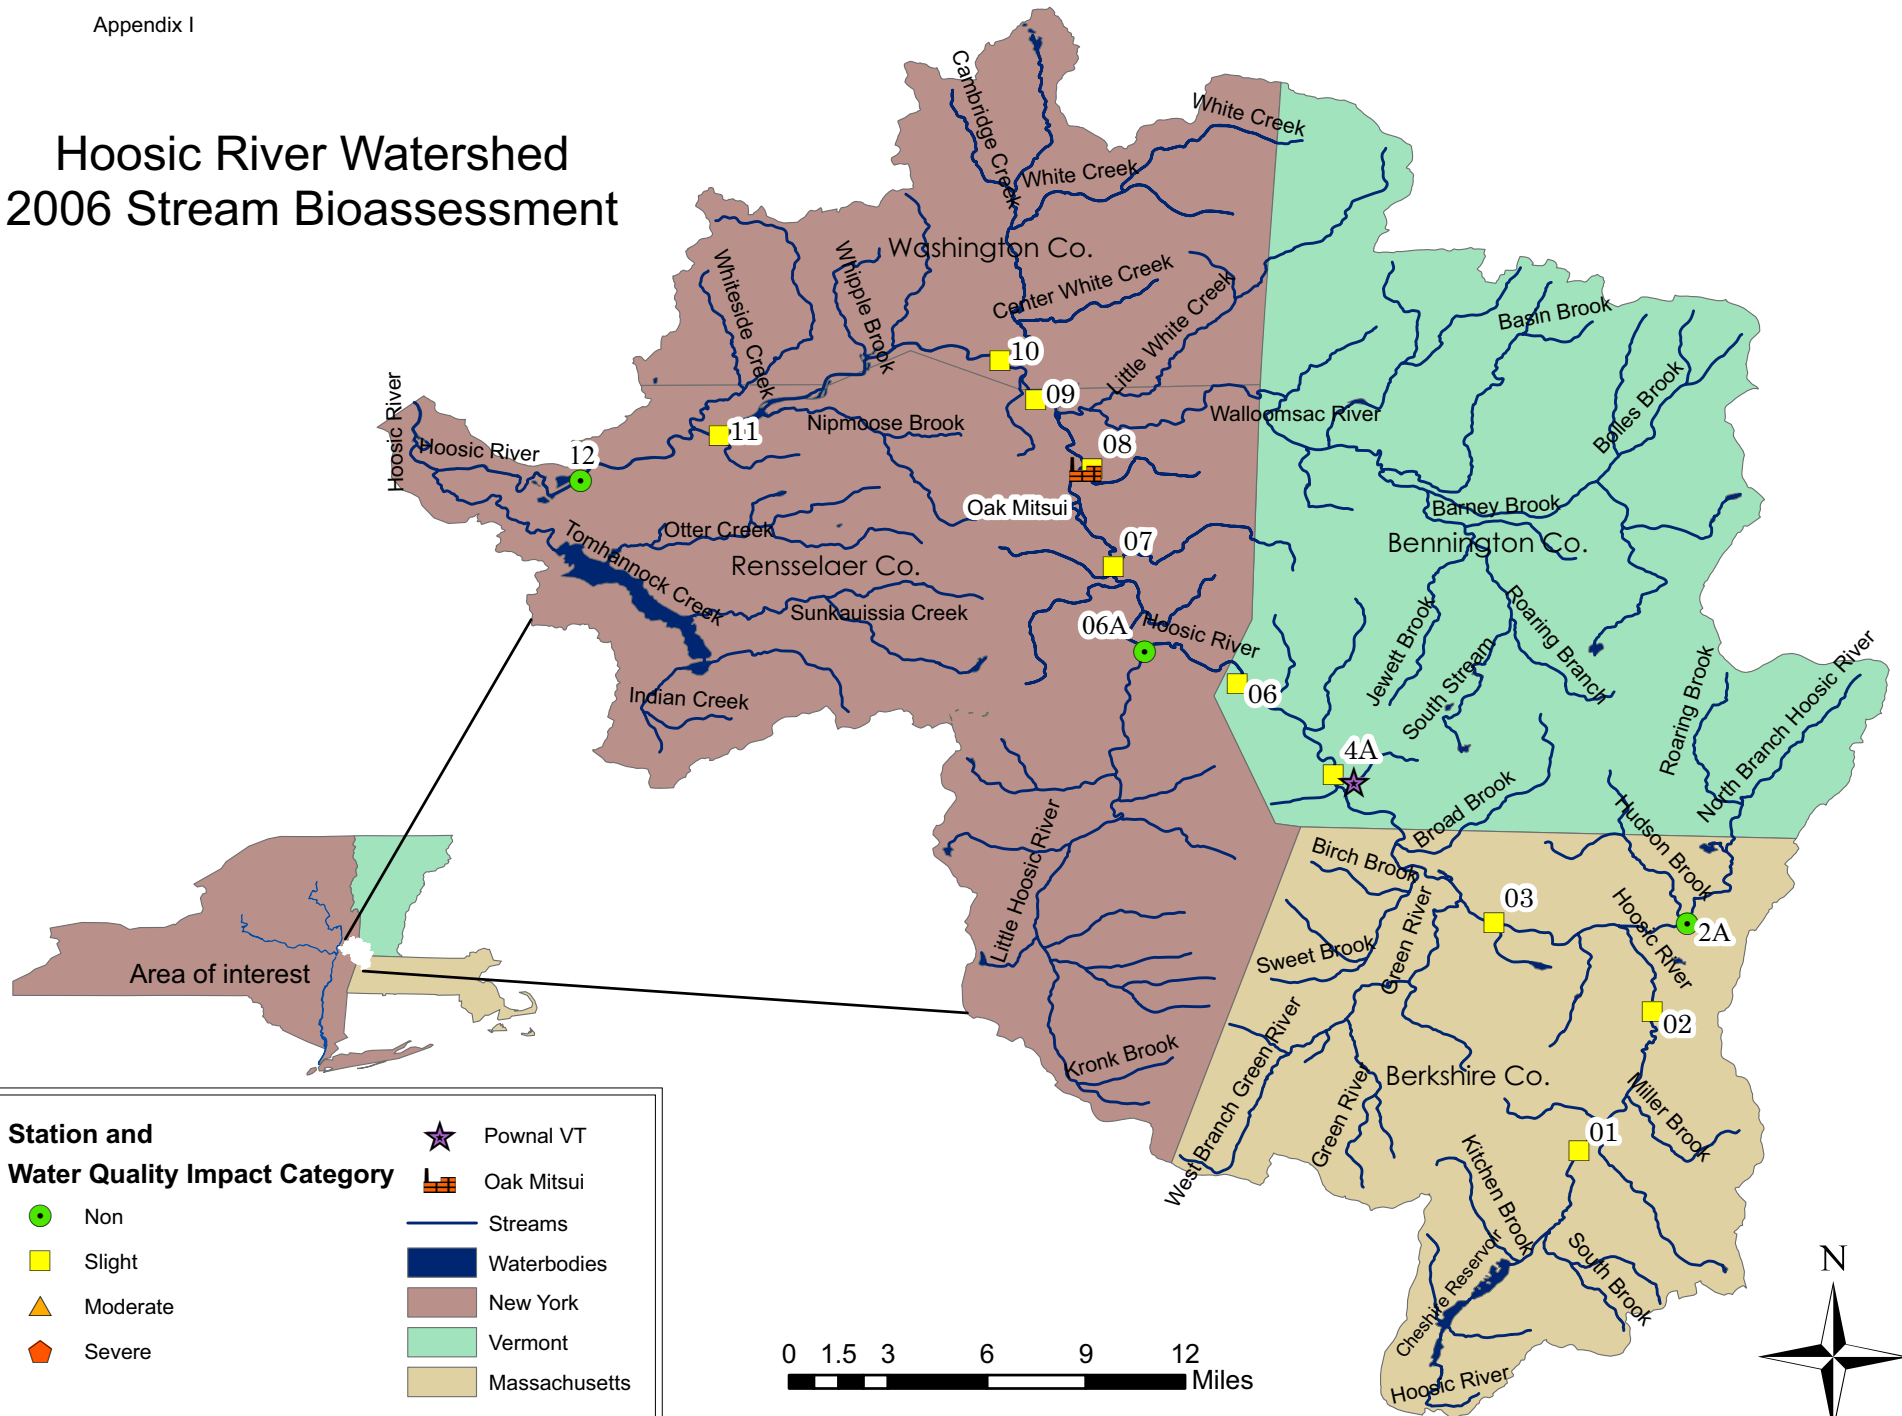 Appendix I
Hoosic River Watershed
2006 Stream Bioassessment
Cambridge Creek
White Creek
White Creek
Washington Co.
Whiteside Creek
Whipple Brook
Center White Creek
Little White Creek
Basin Brook
Bolles Brook
10
09
Walloomsac River
Hoosic River
Hoosic River
12
11
Nipmoose Brook
08
Oak Mitsui
Barney Brook
Bennington Co.
Otter Creek
Tomhannock Creek
Rensselaer Co.
Sunkauissia Creek
07
06A
Hoosic River
Jewett Brook
South Stream
Roaring Branch
Roaring Brook
North Branch Hoosic River
Indian Creek
06
4A
Broad Brook
Hudson Brook
Birch Brook
Little Hoosic River
Green River
03
Hoosic River
2A
Sweet Brook
Area of interest
02
West Branch Green River
Kronk Brook
Green River
Berkshire Co.
Miller Brook
01
Kitchen Brook
South Brook
Cheshire Reservoir
Hoosic River
Station and
Water Quality Impact Category
Non
Slight
Moderate
Severe
Pownal VT
Oak Mitsui
Streams
Waterbodies
New York
Vermont
Massachusetts
0 1.5 3 6 9 12
Miles
N